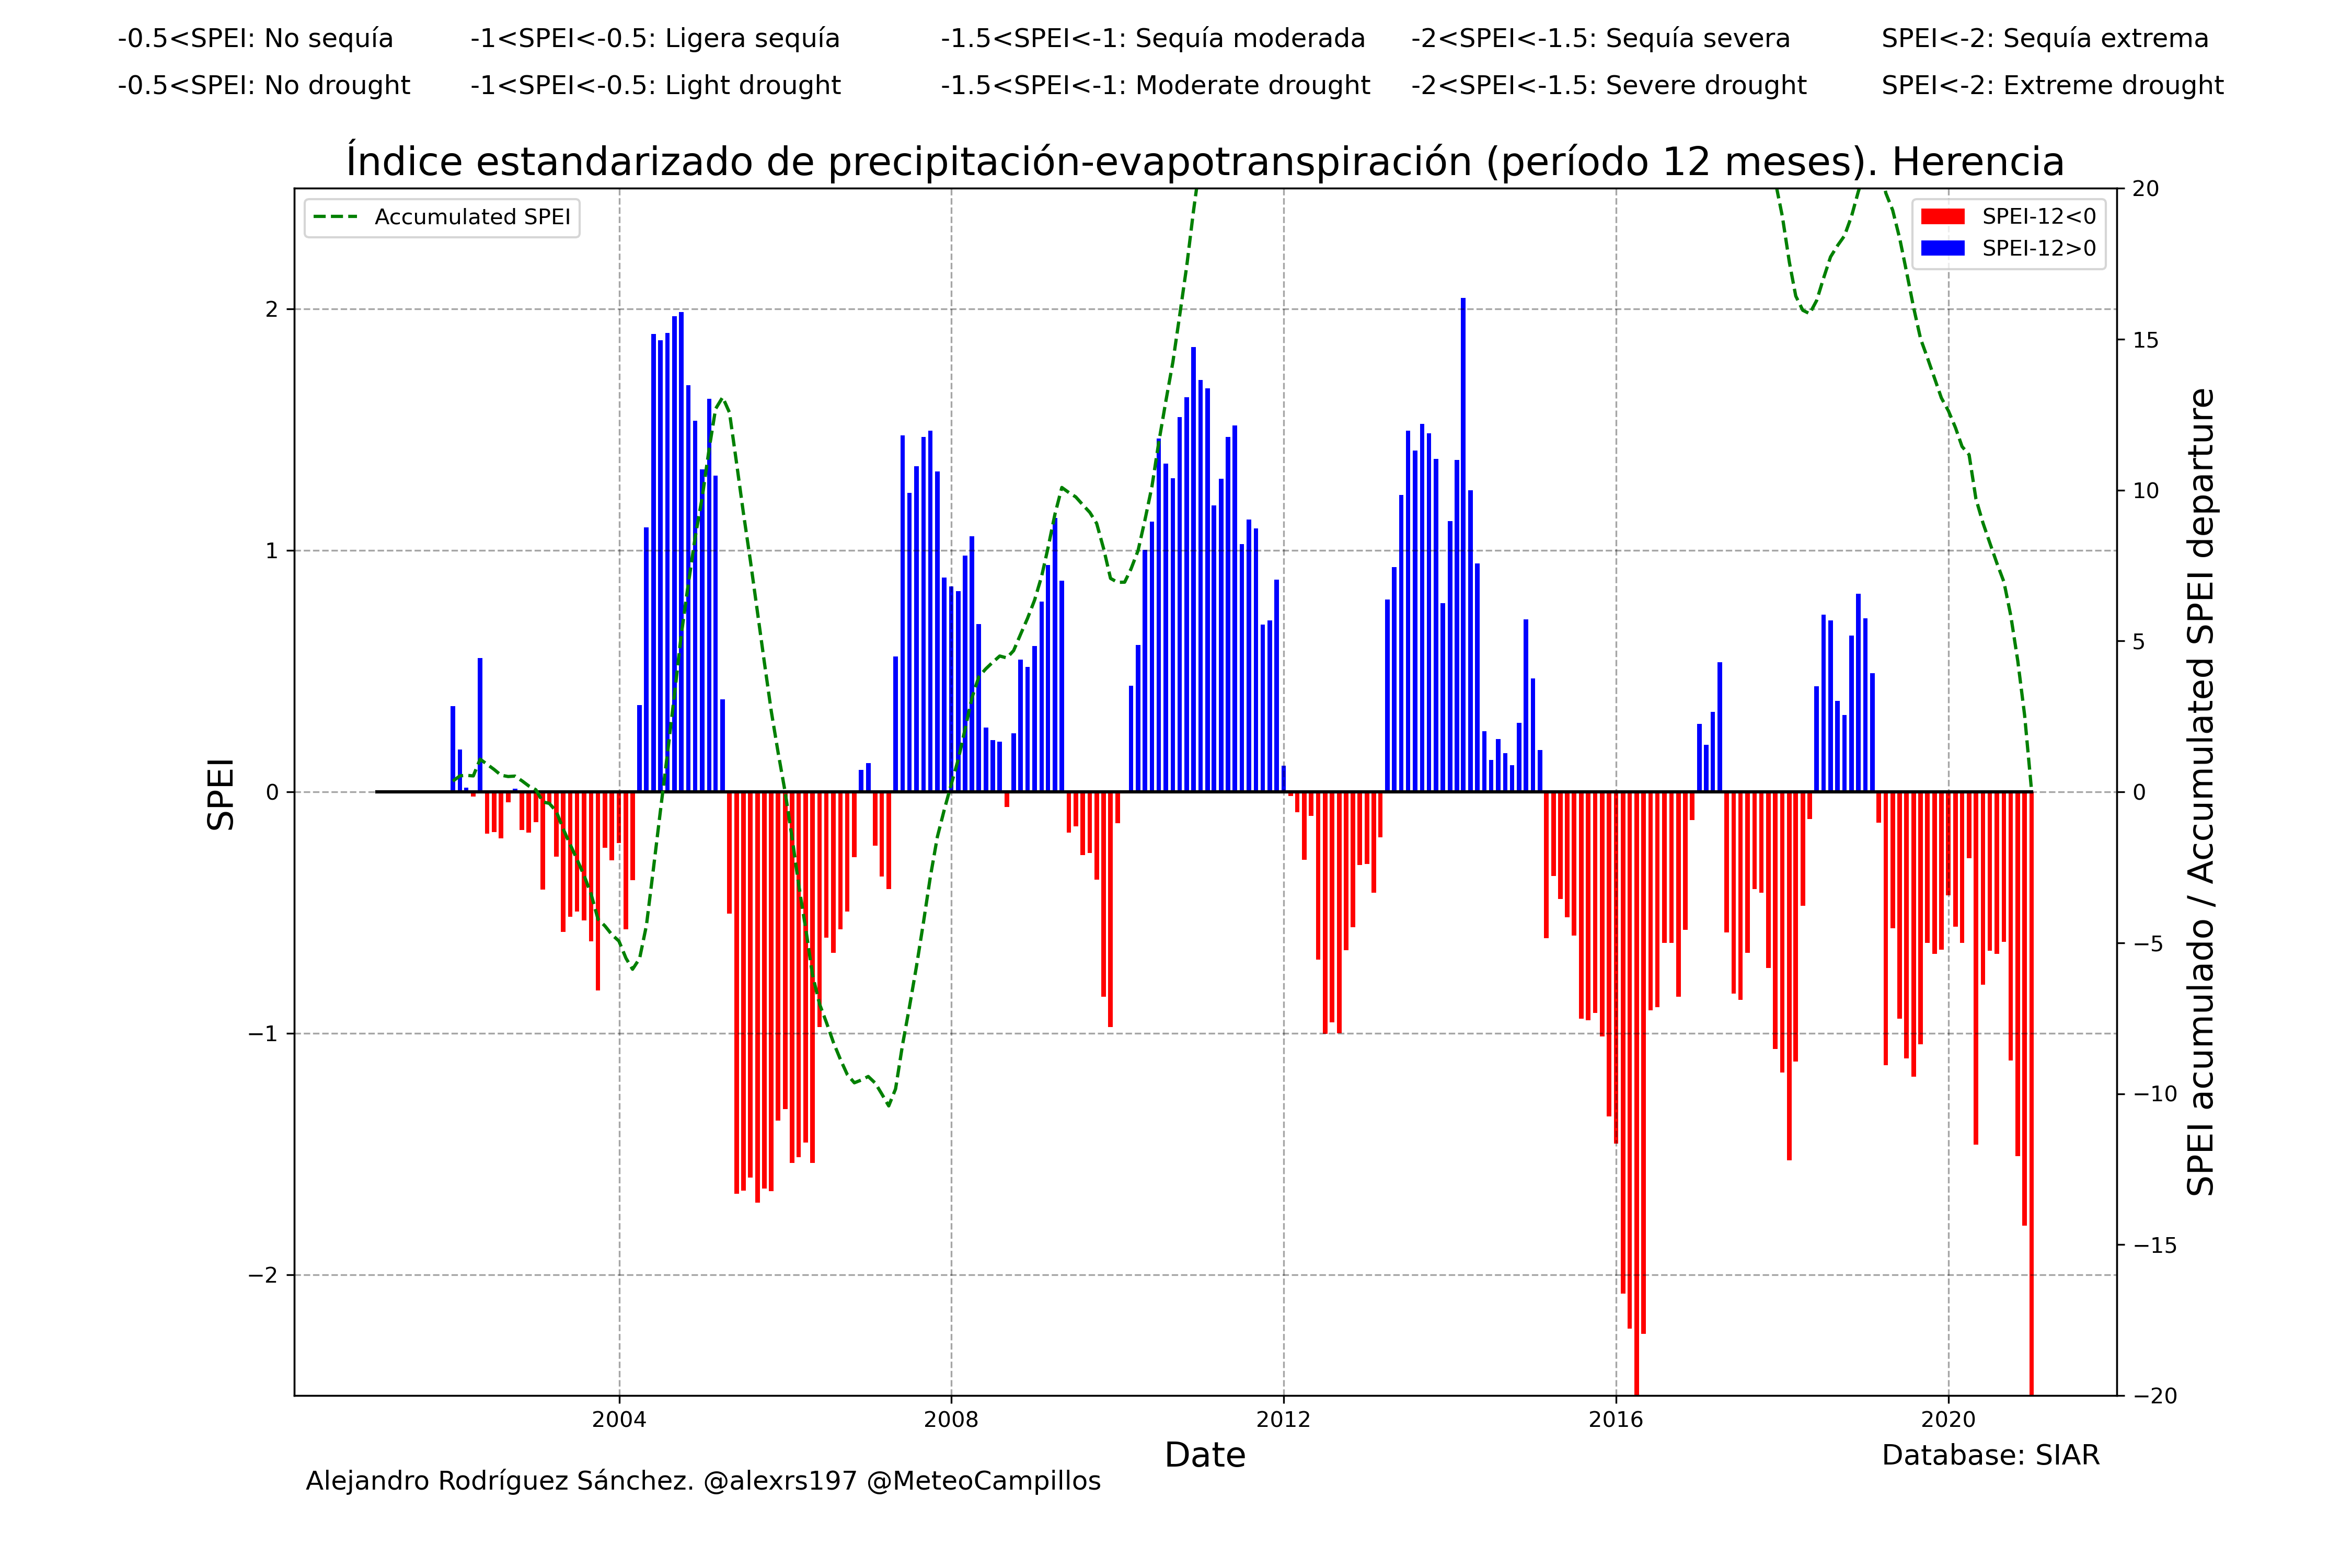 -0.5<SPEI: No sequía -1<SPEI<-0.5: Ligera sequía -1.5<SPEI<-1: Sequía moderada -2<SPEI<-1.5: Sequía severa SPEI<-2: Sequía extrema
-0.5<SPEI: No drought -1<SPEI<-0.5: Light drought -1.5<SPEI<-1: Moderate drought -2<SPEI<-1.5: Severe drought SPEI<-2: Extreme drought
Índice estandarizado de precipitación-evapotranspiración (período 12 meses). Herencia
Accumulated SPEI
SPEI-12<0
SPEI-12>0
SPEI
2
1
0
−1
−2
20
15
10
5
0
−5
−10
−15
−20
SPEI acumulado / Accumulated SPEI departure
2004 2008 2012 2016 2020
Date
Database: SIAR
Alejandro Rodríguez Sánchez. @alexrs197 @MeteoCampillos